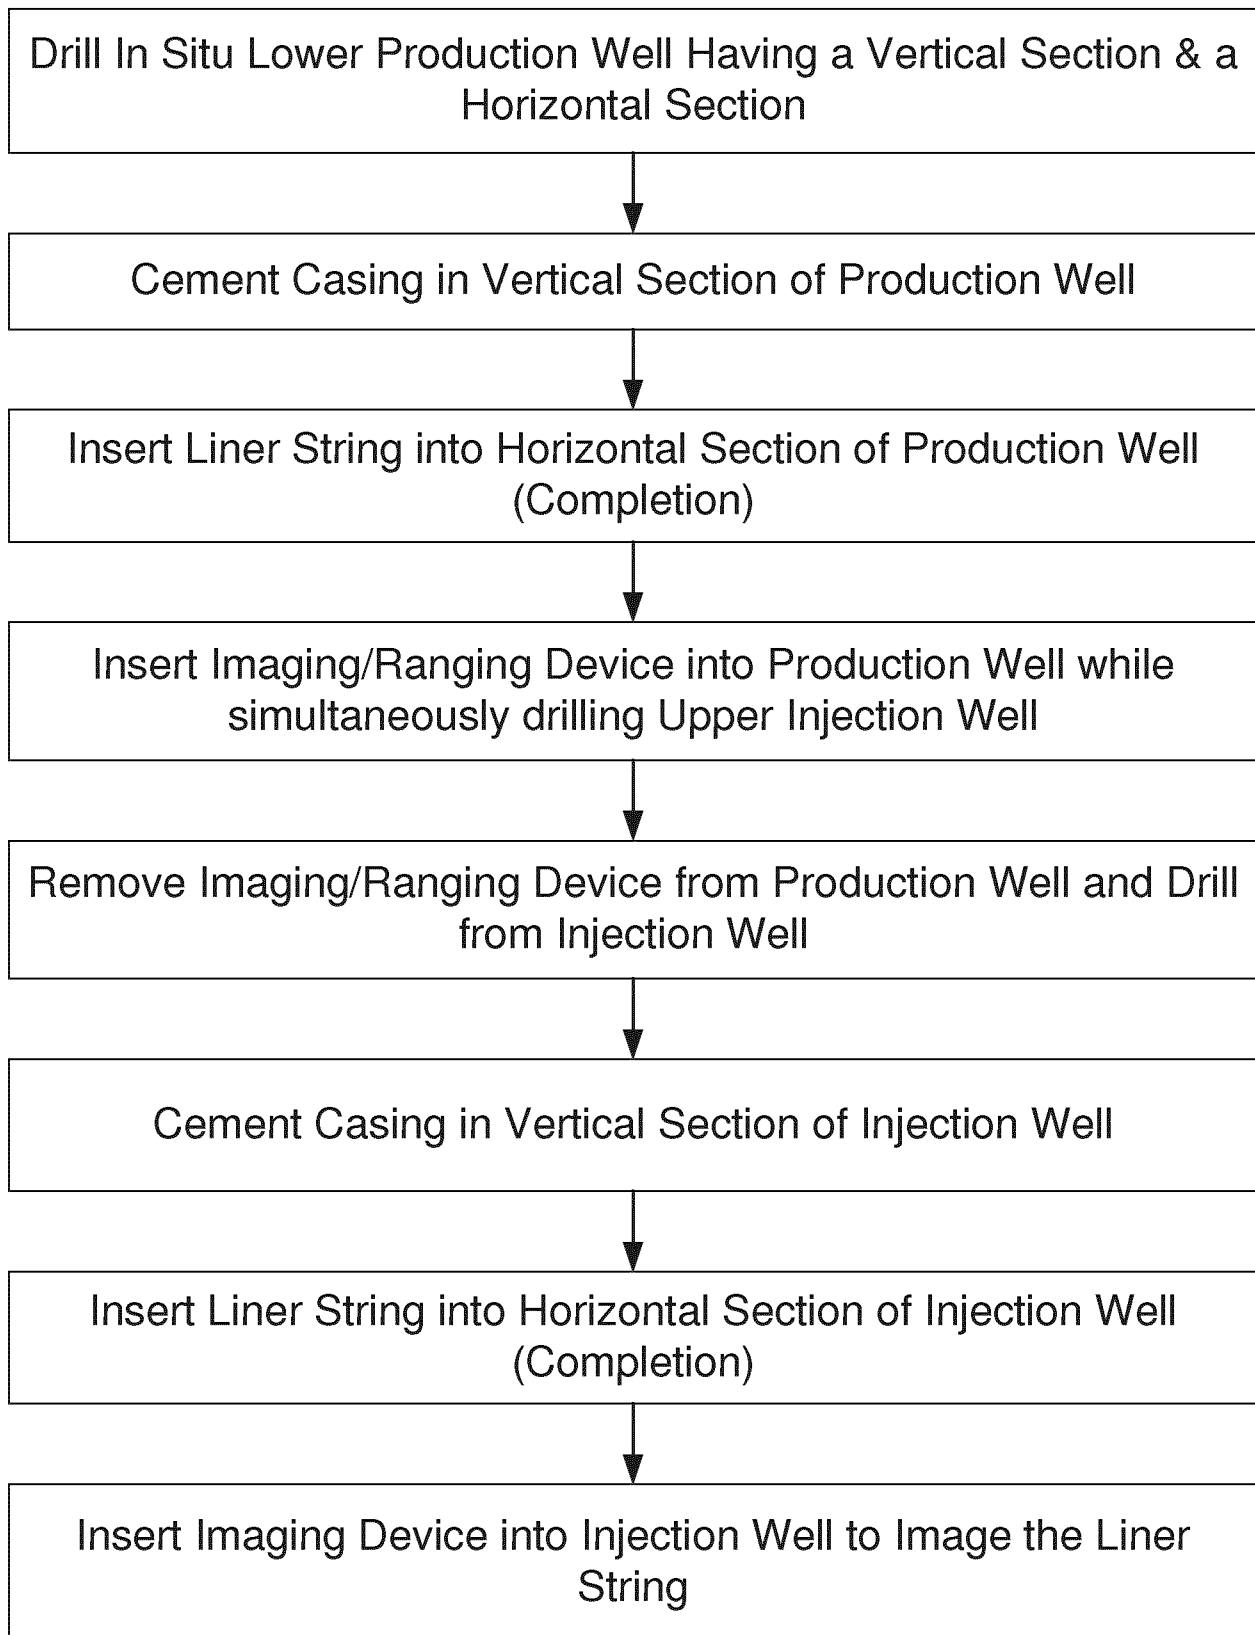 Drill In Situ Lower Production Well Having a Vertical Section & a
Horizontal Section
Cement Casing in Vertical Section of Production Well
Insert Liner String into Horizontal Section of Production Well
(Completion)
Insert Imaging/Ranging Device into Production Well while
simultaneously drilling Upper Injection Well
Remove Imaging/Ranging Device from Production Well and Drill
from Injection Well
Cement Casing in Vertical Section of Injection Well
Insert Liner String into Horizontal Section of Injection Well
(Completion)
Insert Imaging Device into Injection Well to Image the Liner
String